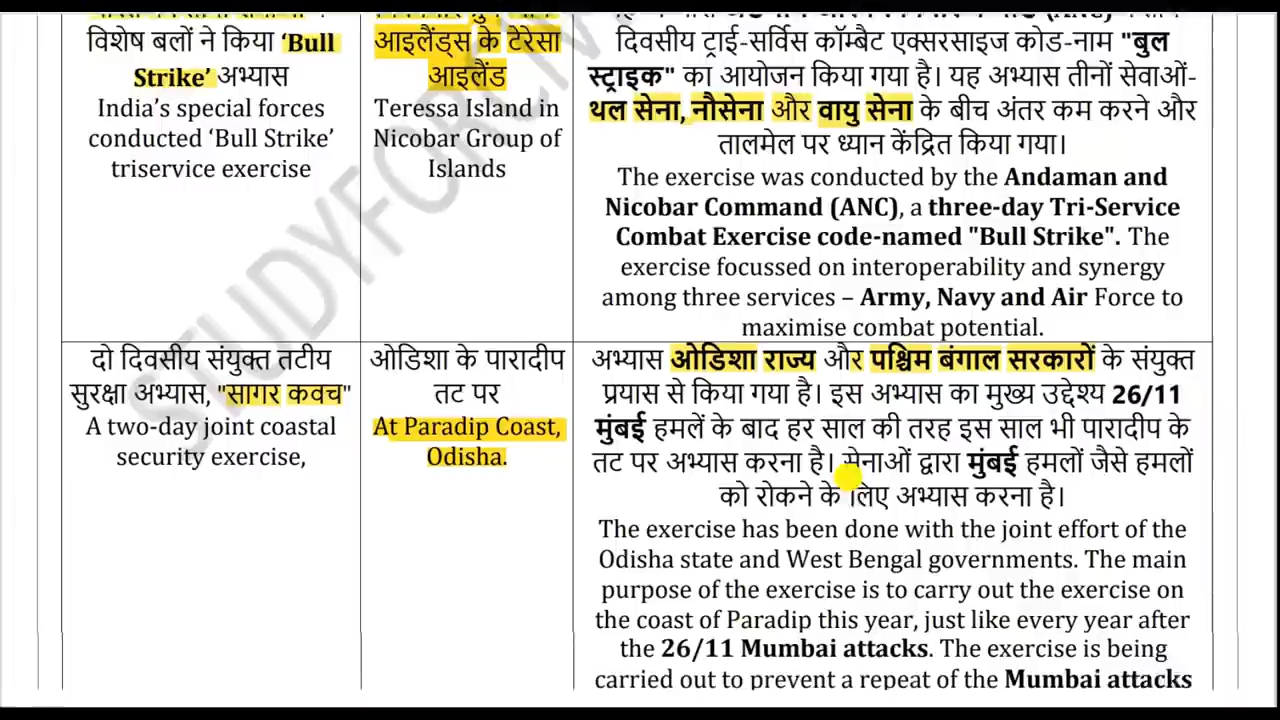 विशेष बलों ने किया ‘Bull
Strike’ अभ्यास
India’s special forces
conducted ‘Bull Strike’
triservice exercise
आइलैंड्स के टेरेसा
आइलैंड
Teressa Island in
Nicobar Group of
Islands
दिवसीय ट्राई-सर्विस कॉम्बैट एक्सरसाइज कोड-नाम "बुल
स्ट्राइक" का आयोजन किया गया है। यह अभ्यास तीनों सेवाओं-
थल सेना, नौसेना और वायु सेना के बीच अंतर कम करने और
तालमेल पर ध्यान केंद्रित किया गया।
The exercise was conducted by the Andaman and
Nicobar Command (ANC), a three-day Tri-Service
Combat Exercise code-named "Bull Strike". The
exercise focussed on interoperability and synergy
among three services – Army, Navy and Air Force to
maximise combat potential.
दो दिवसीय संयुक्त तटीय
सुरक्षा अभ्यास, "सागर कवच"
A two-day joint coastal
security exercise,
ओडिशा के पारादीप
तट पर
At Paradip Coast,
Odisha.
अभ्यास ओडिशा राज्य और पश्चिम बंगाल सरकारों के संयुक्त
प्रयास से किया गया है। इस अभ्यास का मुख्य उद्देश्य 26/11
मुंबई हमलों के बाद हर साल की तरह इस साल भी पारादीप के
तट पर अभ्यास करना है। सेनाओं द्वारा मुंबई हमलों जैसे हमलों
को रोकने के लिए अभ्यास करना है।
The exercise has been done with the joint effort of the
Odisha state and West Bengal governments. The main
purpose of the exercise is to carry out the exercise on
the coast of Paradip this year, just like every year after
the 26/11 Mumbai attacks. The exercise is being
carried out to prevent a repeat of the Mumbai attacks